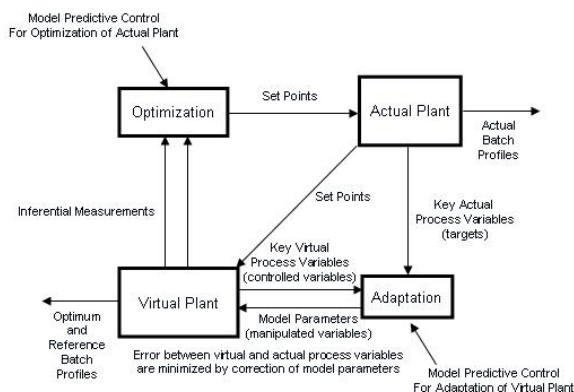 Model Predictive Control
For Optimization of Actual Plant
Optimization
Set Points
Actual Plant
Actual
Batch
Profiles
Inferential Measurements
Set Points
Key Actual
Process Variables
(targets)
Key Virtual
Process Variables
(controlled variables)
Virtual Plant
Adaptation
Optimum
and
Reference
Batch
Profiles
Model Parameters
(manipulated variables)
Error between virtual and actual process variables
are minimized by correction of model parameters
Model Predictive Control
For Adaptation of Virtual Plant